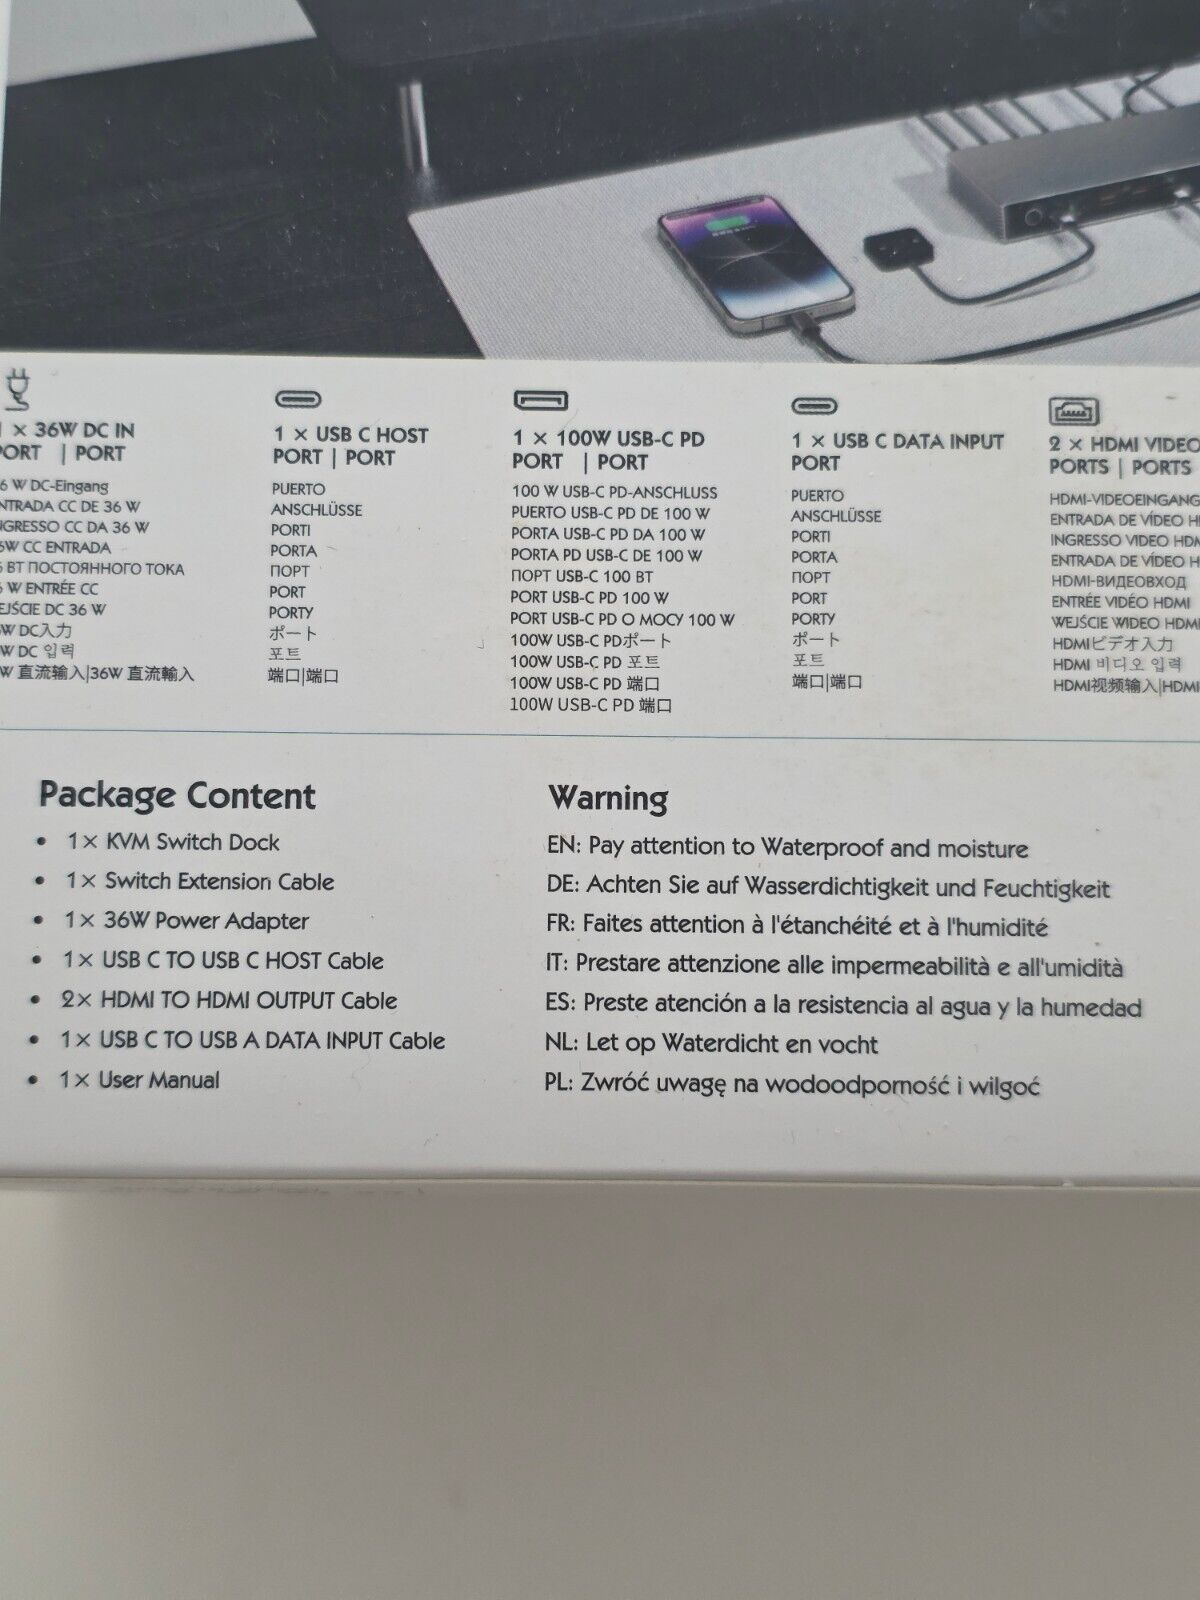 1 × 36W DC IN
PORT | PORT
6 W DC-Eingang
NTRADA CC DE 36 W
NGRESSO CC DA 36 W
6W CC ENTRADA
6 ВТ ПОСТОЯННОГО ТОКА
6 W ENTRÉE CC
EJŚCIE DC 36 W
W DC入力
W DC 입력
W 直流输入|36W 直流輸入
1 × USB C HOST
PORT | PORT
PUERTO
ANSCHLÜSSE
PORTI
PORTA
ПОРТ
PORT
PORTY
ポート
포트
端口|端口
1 × 100W USB-C PD
PORT | PORT
100 W USB-C PD-ANSCHLUSS
PUERTO USB-C PD DE 100 W
PORTA USB-C PD DA 100 W
PORTA PD USB-C DE 100 W
ПОРТ USB-C 100 ВТ
PORT USB-C PD 100 W
PORT USB-C PD O MOCY 100 W
100W USB-C PDポート
100W USB-C PD 포트
100W USB-C PD 端口
100W USB-C PD 端口
1 × USB C DATA INPUT
PORT
PUERTO
ANSCHLÜSSE
PORTI
PORTA
ПОРТ
PORT
PORTY
ポート
포트
端口|端口
2 × HDMI VIDEO
PORTS | PORTS
HDMI-VIDEOEINGANG
ENTRADA DE VÍDEO H
INGRESSO VIDEO HDM
ENTRADA DE VÍDEO H
HDMI-ВИДЕОВХОД
ENTRÉE VIDÉO HDMI
WEJŚCIE WIDEO HDMI
HDMIビデオ入力
HDMI 비디오 입력
HDMI视频输入|HDMI
Package Content
• 1× KVM Switch Dock
• 1× Switch Extension Cable
• 1× 36W Power Adapter
• 1× USB C TO USB C HOST Cable
• 2× HDMI TO HDMI OUTPUT Cable
• 1× USB C TO USB A DATA INPUT Cable
• 1× User Manual
Warning
EN: Pay attention to Waterproof and moisture
DE: Achten Sie auf Wasserdichtigkeit und Feuchtigkeit
FR: Faites attention à l'étanchéité et à l'humidité
IT: Prestare attenzione alle impermeabilità e all'umidità
ES: Preste atención a la resistencia al agua y la humedad
NL: Let op Waterdicht en vocht
PL: Zwróć uwagę na wodoodporność i wilgoć